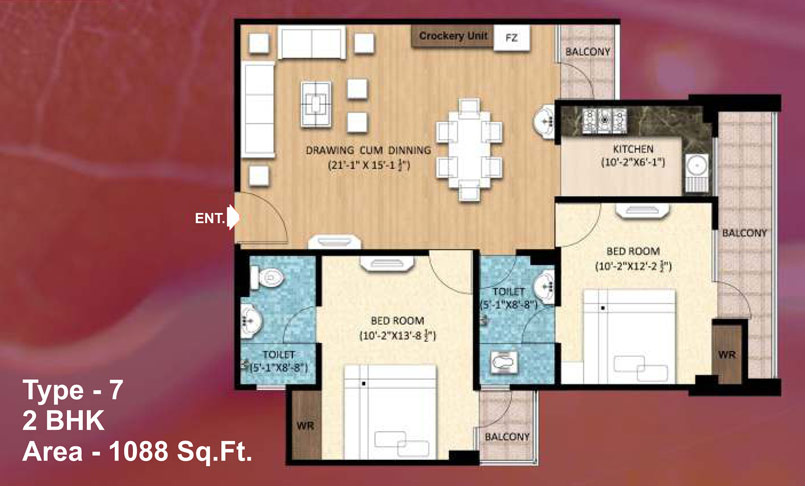 Crockery Unit
FZ
BALCONY
DRAWING CUM DINNING
(21'-1" X 15'-1 ½")
KITCHEN
(10'-2"X6'-1")
ENT.
BALCONY
BED ROOM
(10'-2"X12'-2 ½")
TOILET
(5'-1"X8'-8")
BED ROOM
(10'-2"X13'-8 ½")
TOILET
(5'-1"X8'-8")
WR
WR
BALCONY
Type - 7
2 BHK
Area - 1088 Sq.Ft.